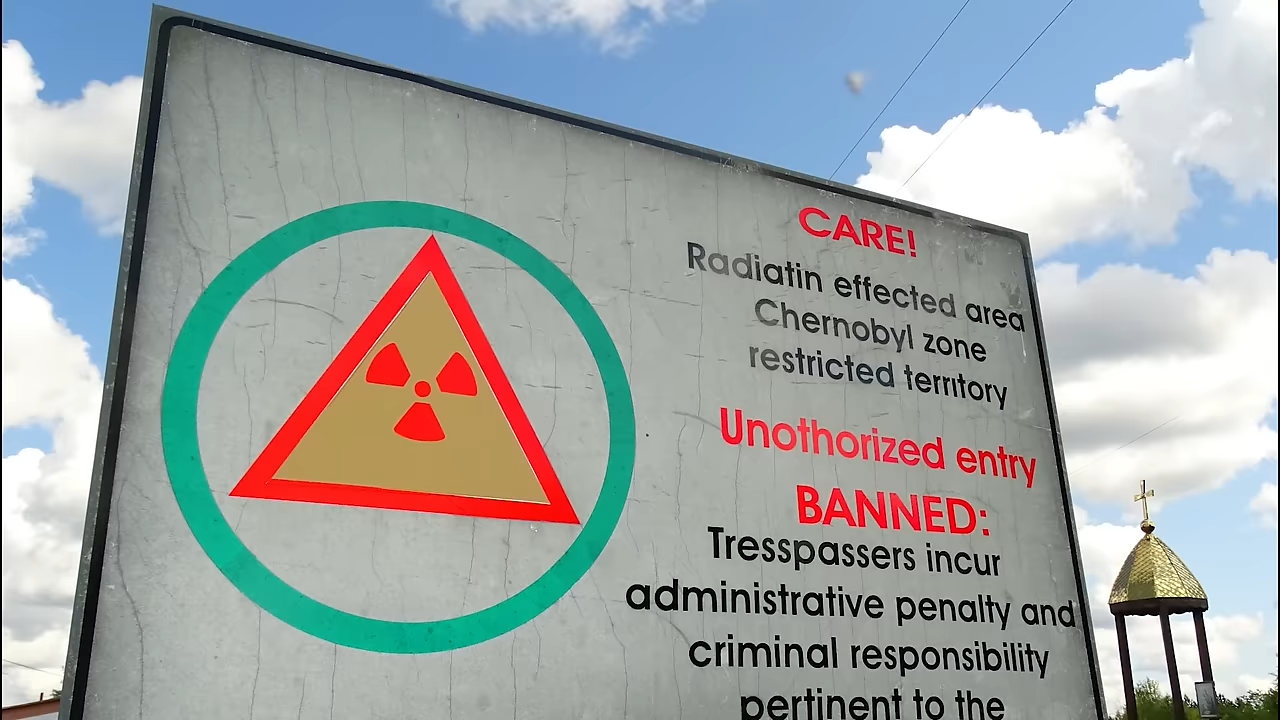 CARE!
Radiatin effected area
Chernobyl zone
restricted territory
Unothorized entry
BANNED:
Tresspassers incur
administrative penalty and
criminal responsibility
pertinent to the